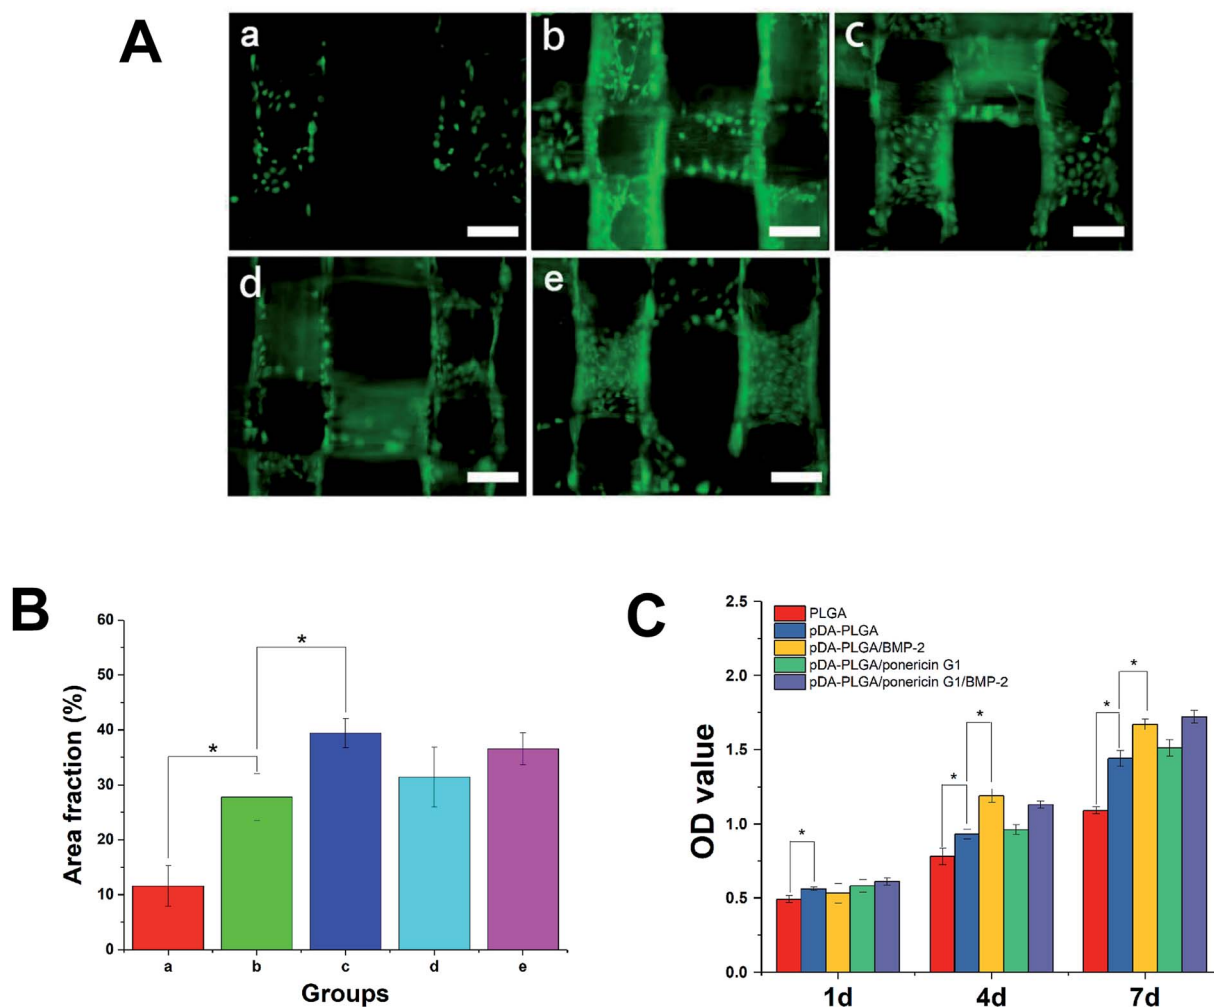 A
a
b
c
d
e
B
Area fraction (%)
60
50
40
30
20
10
0
*
*
a
b
c
d
e
Groups
C
OD value
2.5
2.0
1.5
1.0
0.5
0.0
PLGA
pDA-PLGA
pDA-PLGA/BMP-2
pDA-PLGA/ponericin G1
pDA-PLGA/ponericin G1/BMP-2
*
*
*
*
*
1d
4d
7d